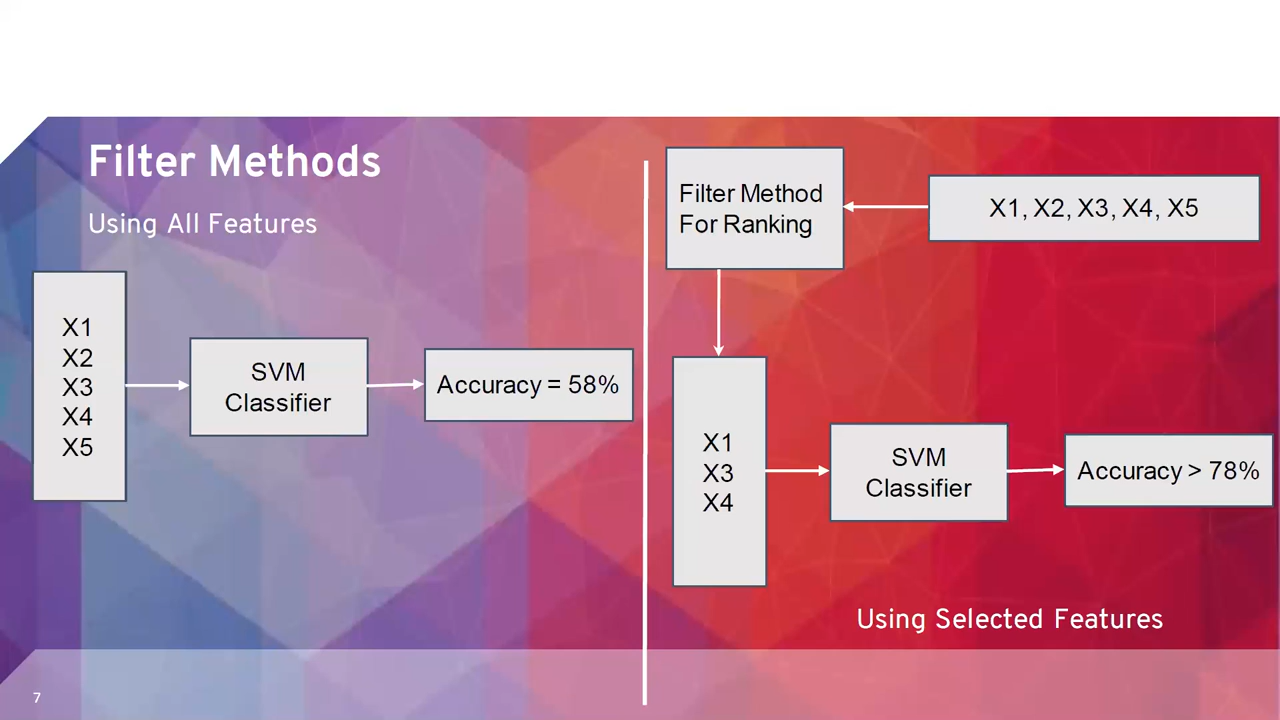 Filter Methods
Using All Features
X1
X2
X3
X4
X5
SVM
Classifier
Accuracy = 58%
Filter Method
For Ranking
X1, X2, X3, X4, X5
X1
X3
X4
SVM
Classifier
Accuracy > 78%
Using Selected Features
7